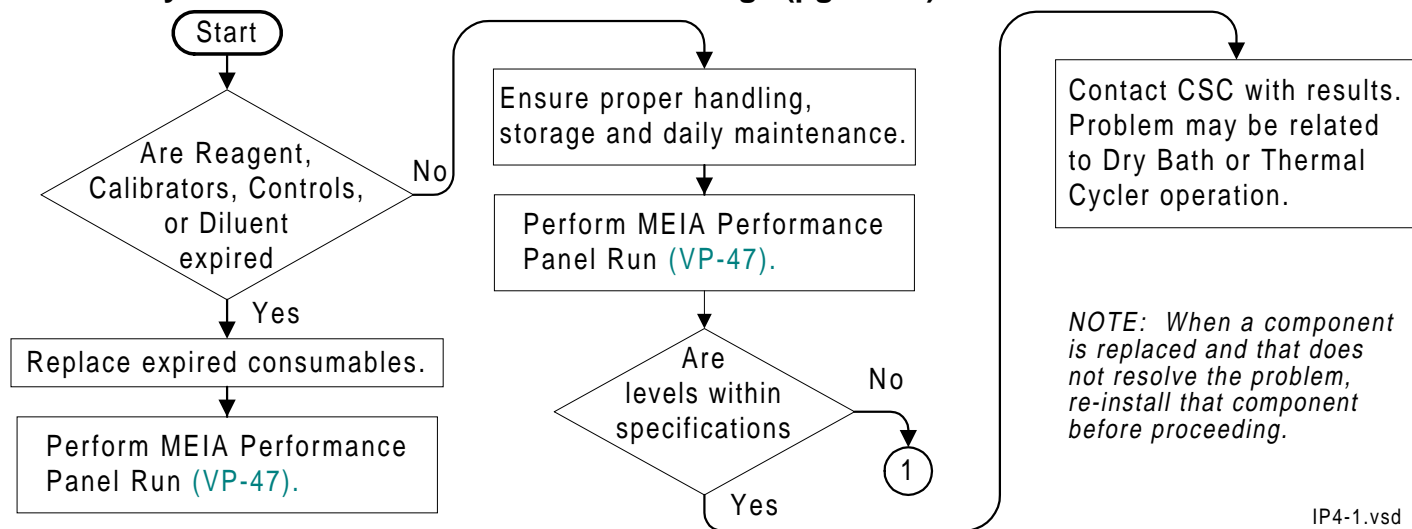 Start
Are Reagent,
Calibrators, Controls,
or Diluent
expired
No
Yes
Replace expired consumables.
Perform MEIA Performance
Panel Run (VP-47).
Ensure proper handling,
storage and daily maintenance.
Perform MEIA Performance
Panel Run (VP-47).
Are
levels within
specifications
No
1
Yes
Contact CSC with results.
Problem may be related
to Dry Bath or Thermal
Cycler operation.
NOTE: When a component
is replaced and that does
not resolve the problem,
re-install that component
before proceeding.
IP4-1.vsd